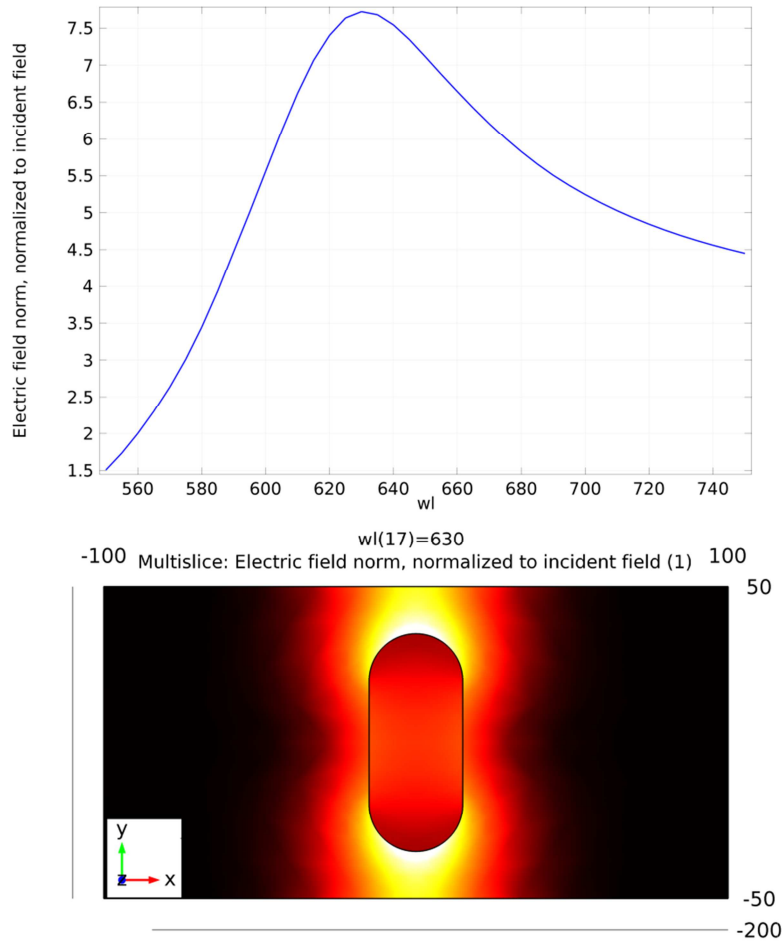 Electric field norm, normalized to incident field
7.5
7
6.5
6
5.5
5
4.5
4
3.5
3
2.5
2
1.5
560 580 600 620 640 660 680 700 720 740
wl
wl(17)=630
-100 Multislice: Electric field norm, normalized to incident field (1) 100
50
y
z x
-50
-200